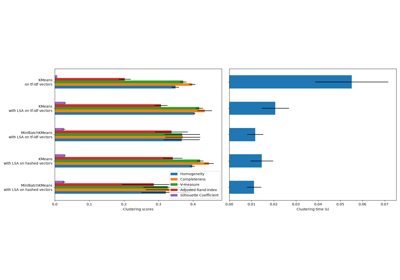 KMeans
on tf-idf vectors
KMeans
with LSA on tf-idf vectors
MiniBatchKMeans
with LSA on tf-idf vectors
KMeans
with LSA on hashed vectors
MiniBatchKMeans
with LSA on hashed vectors
Homogeneity
Completeness
V-measure
Adjusted Rand-Index
Silhouette Coefficient
0.0 0.1 0.2 0.3 0.4
Clustering scores
0.00 0.01 0.02 0.03 0.04 0.05 0.06 0.07
Clustering time (s)